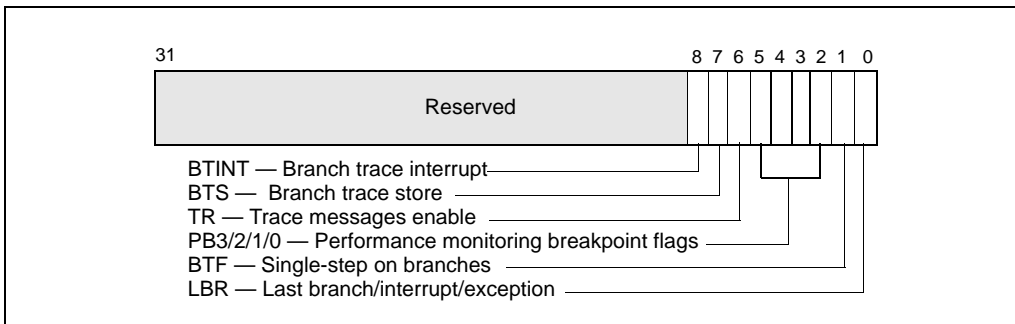 31 8 7 6 5 4 3 2 1 0
Reserved
BTINT — Branch trace interrupt
BTS — Branch trace store
TR — Trace messages enable
PB3/2/1/0 — Performance monitoring breakpoint flags
BTF — Single-step on branches
LBR — Last branch/interrupt/exception